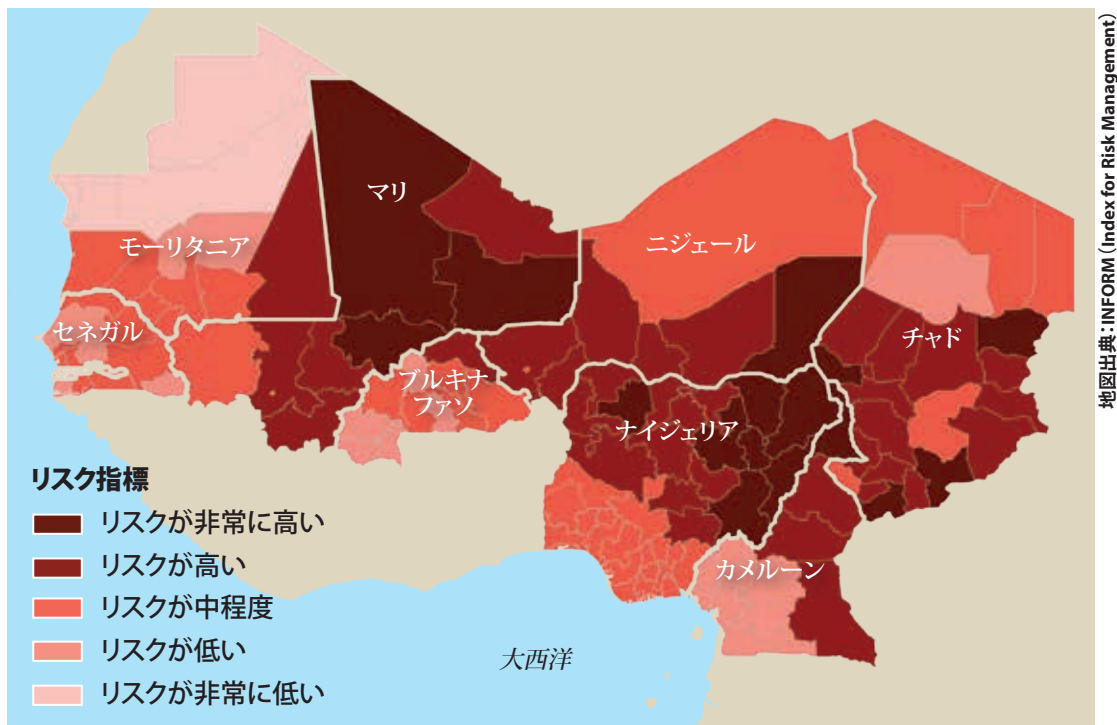 マリ
モーリタニア
ニジェール
セネガル
チャド
ブルキナ
ファソ
ナイジェリア
カメルーン
大西洋
リスク指標
リスクが非常に高い
リスクが高い
リスクが中程度
リスクが低い
リスクが非常に低い
地図出典：INFORM（Index for Risk Management）